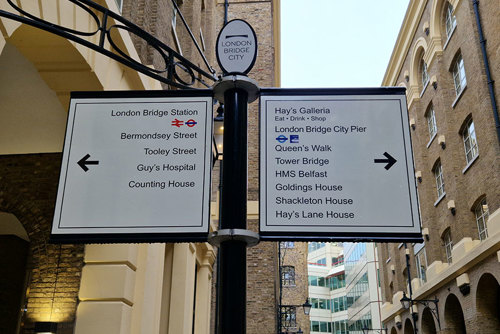 LONDON
BRIDGE
CITY
London Bridge Station
Bermondsey Street
Tooley Street
Guy's Hospital
Counting House
Hay's Galleria
Eat • Drink • Shop
London Bridge City Pier
Queen's Walk
Tower Bridge
HMS Belfast
Goldings House
Shackleton House
Hay's Lane House